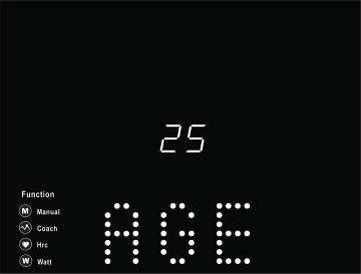 25
Function
M Manual
Coach
Hrc
W Watt
AGE